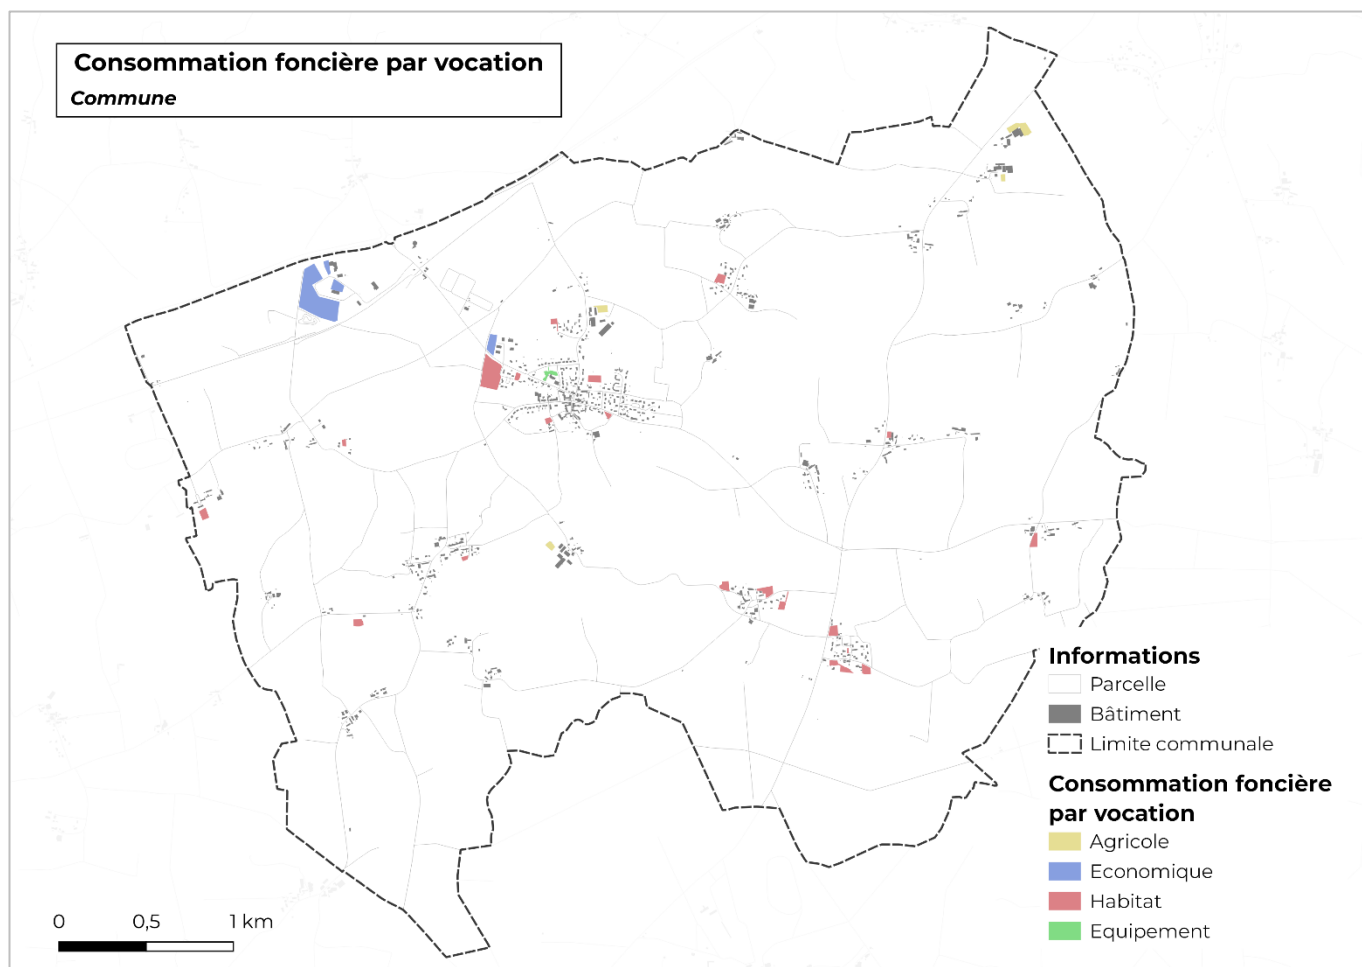 Consommation foncière par vocation
Commune
Informations
Parcelle
Bâtiment
Limite communale
Consommation foncière
par vocation
Agricole
Economique
Habitat
Equipement
0 0,5 1 km